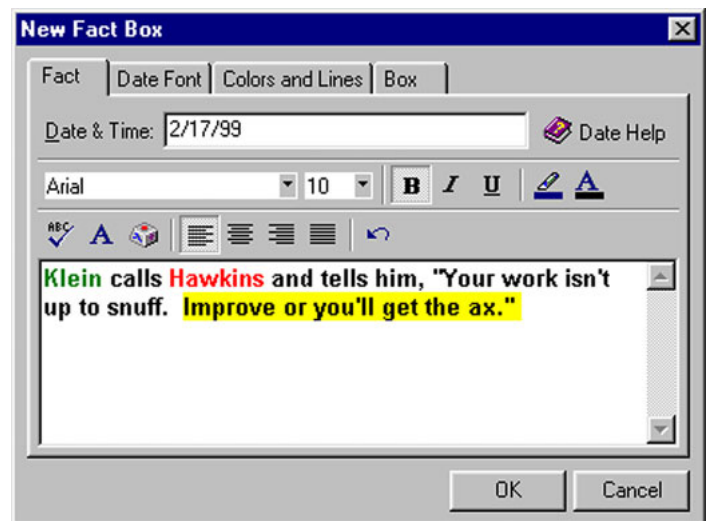 New Fact Box
Fact Date Font Colors and Lines Box
Date & Time: 2/17/99 Date Help
Arial 10 B I U A
ABC A
Klein calls Hawkins and tells him, "Your work isn't
up to snuff.  Improve or you'll get the ax."
OK Cancel